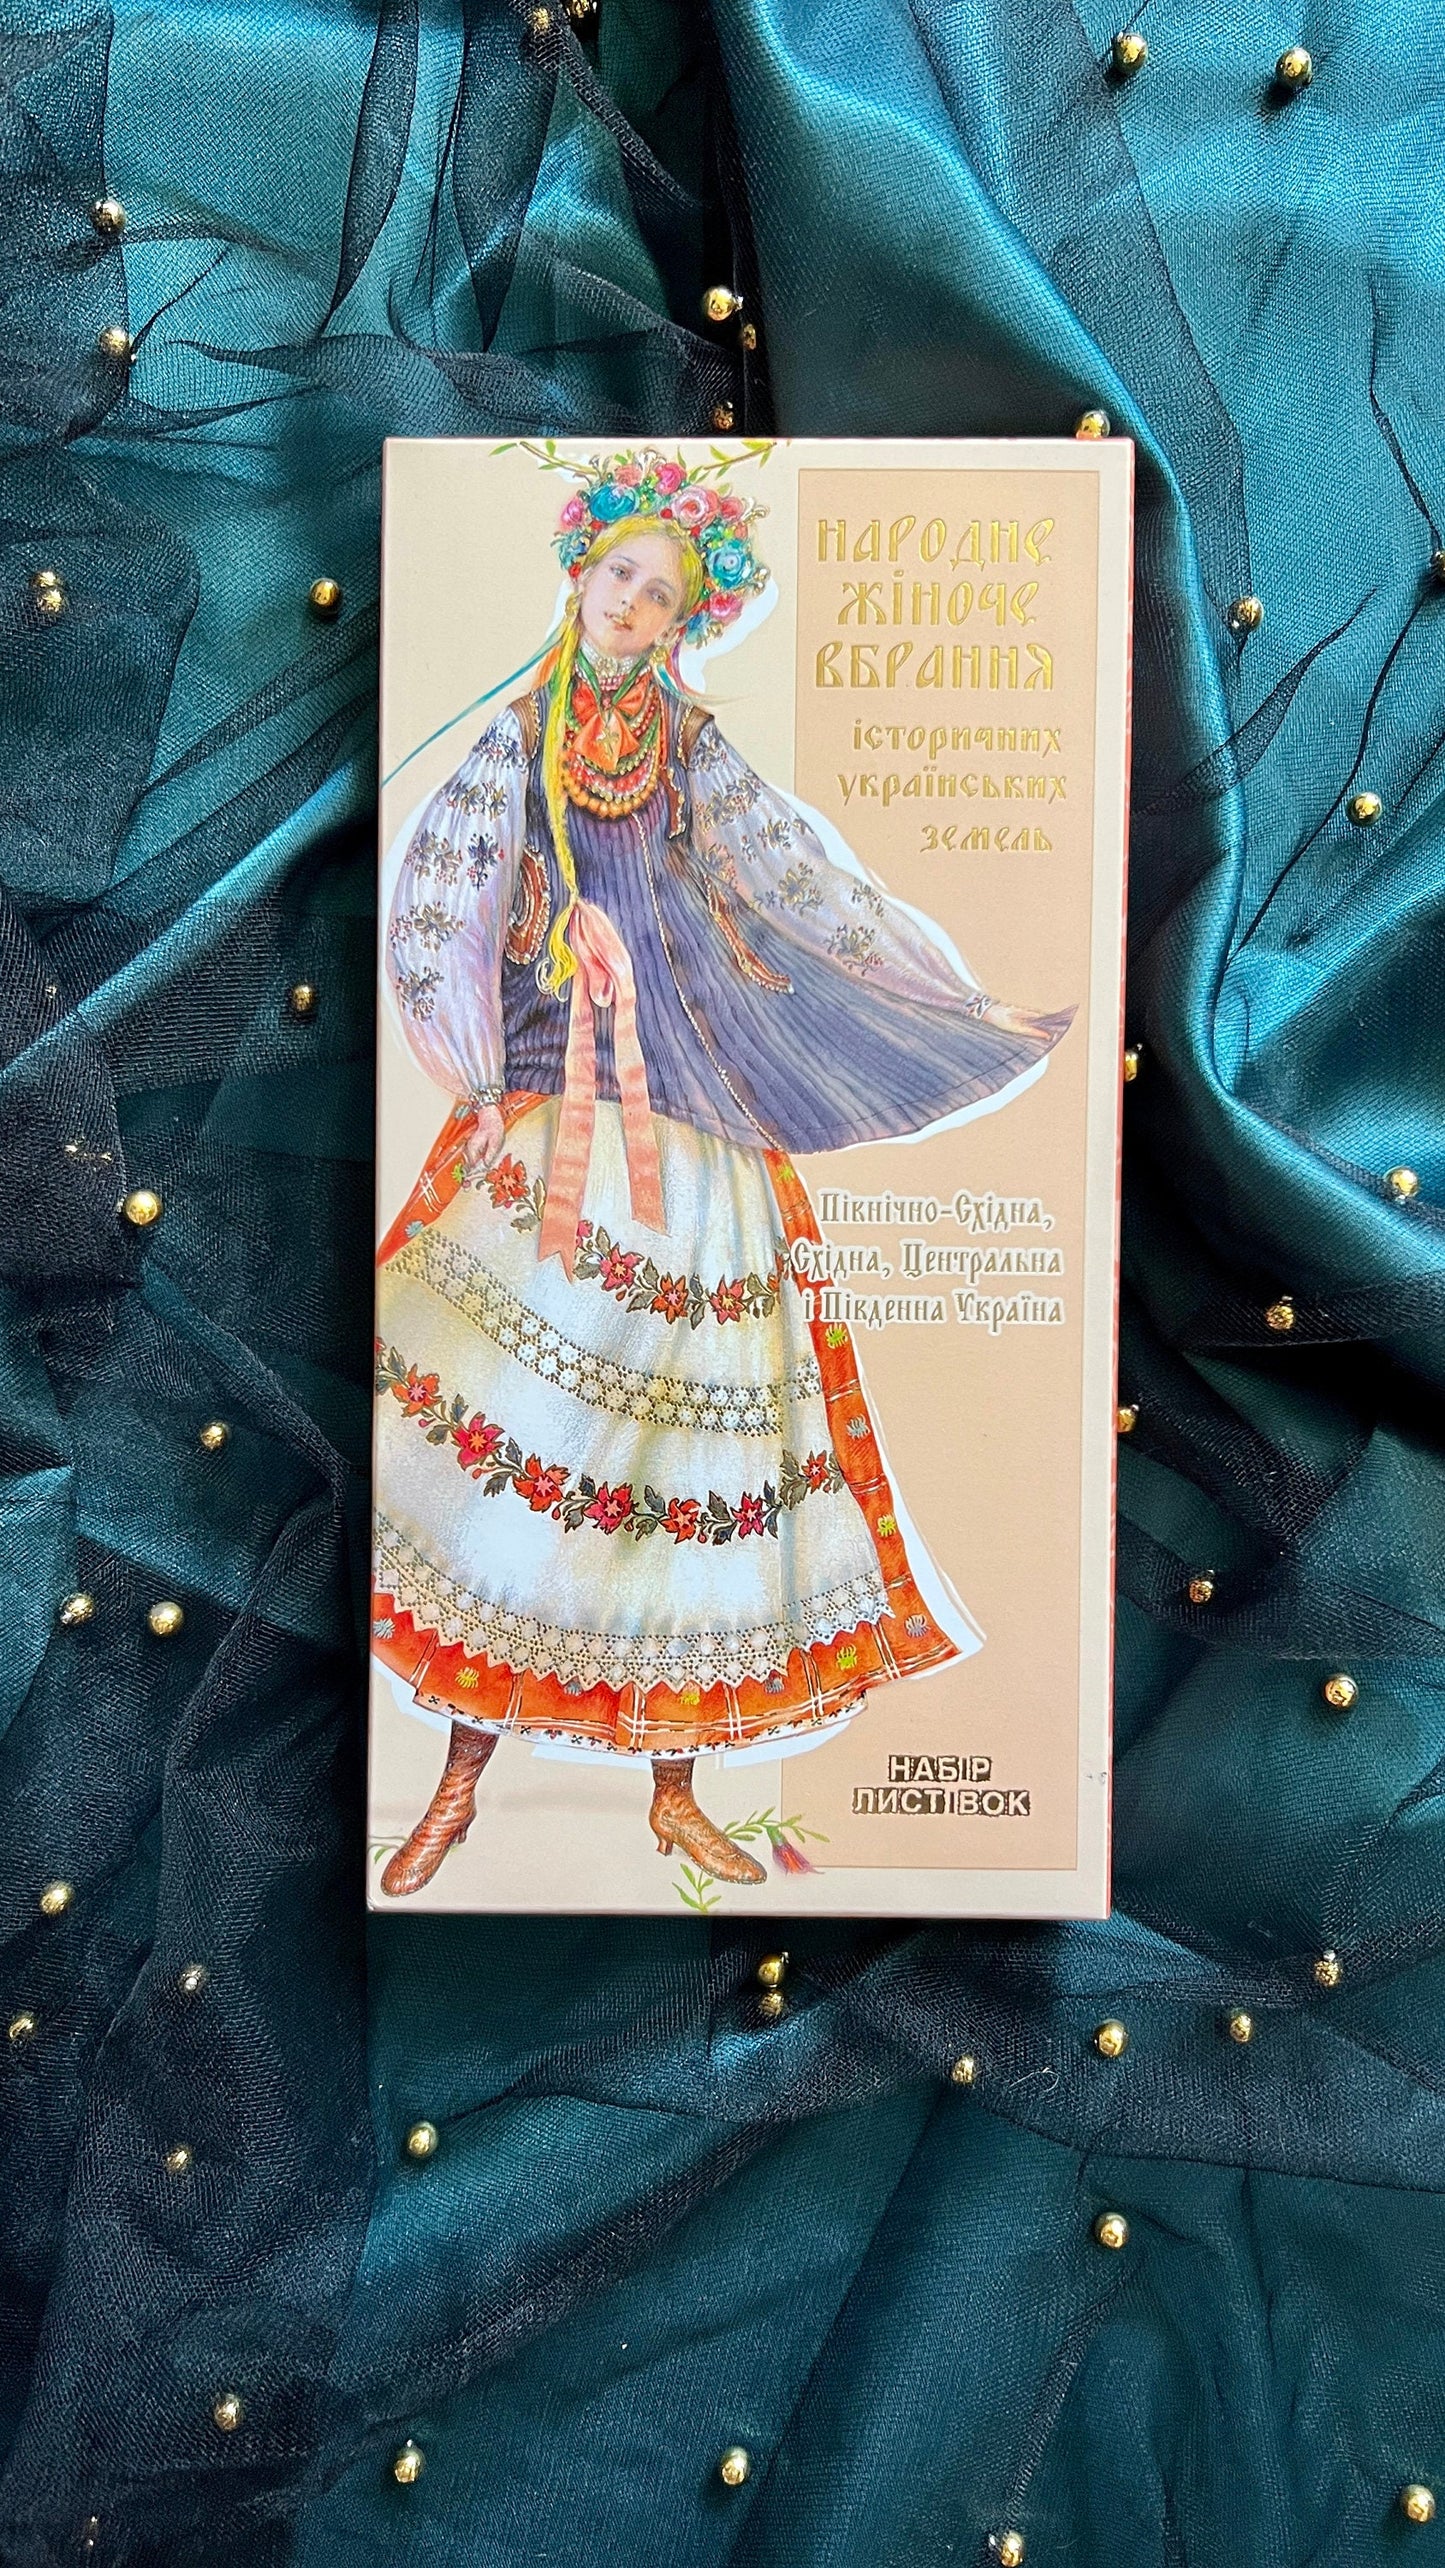 НАРОДНЕ
ЖІНОЧЕ
ВБРАННЯ
історичних
українських
земель
Північно-Східна,
Східна, Центральна
і Південна Україна
НАБІР
ЛИСТІВОК